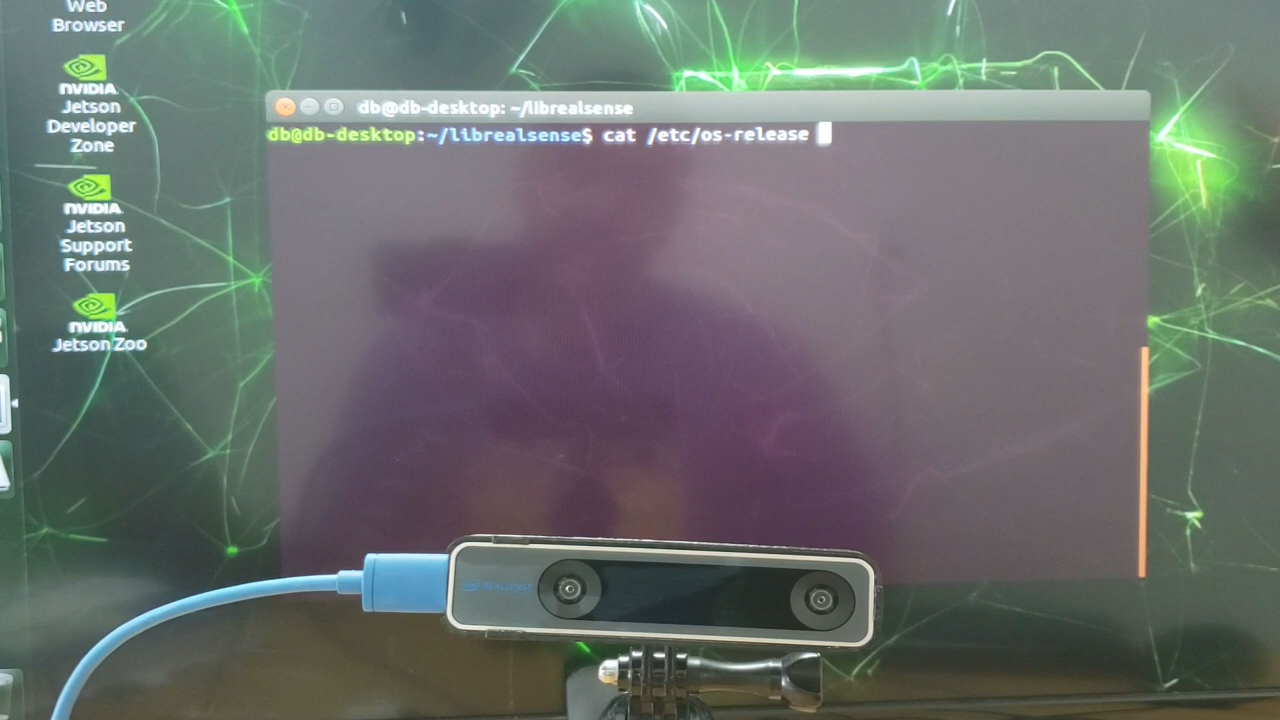 Web
Browser
NVIDIA
Jetson
Developer
Zone
NVIDIA
Jetson
Support
Forums
NVIDIA
Jetson Zoo
db@db-desktop: ~/librealsense
db@db-desktop:~/librealsense$ cat /etc/os-release
REALSENSE